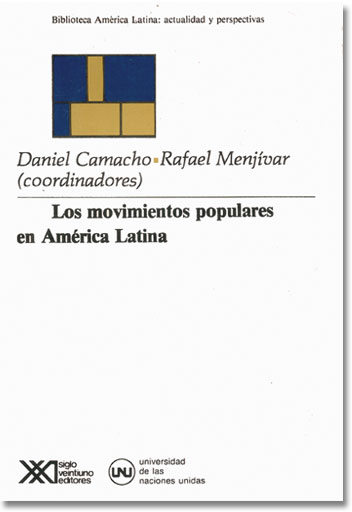 Biblioteca América Latina: actualidad y perspectivas
Daniel Camacho▪Rafael Menjívar
(coordinadores)
Los movimientos populares
en América Latina
siglo
veintiuno
editores
UNU
universidad
de las
naciones unidas